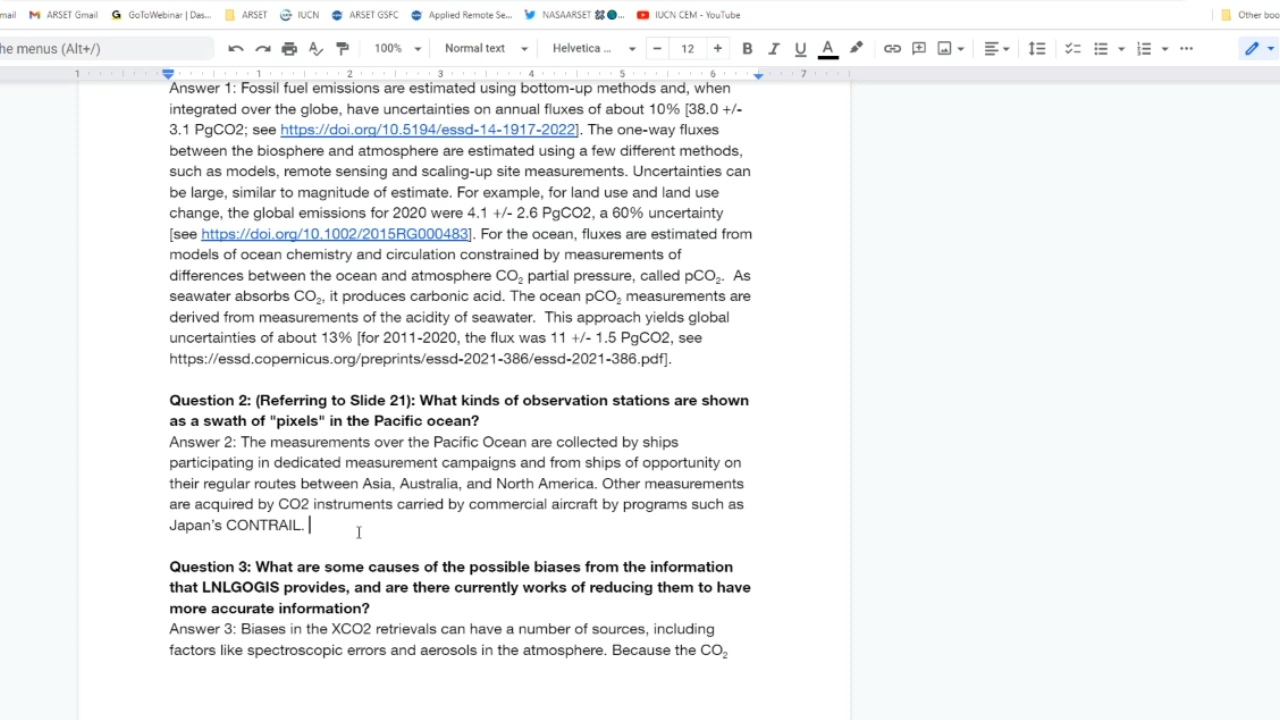 mail ARSET Gmail GoToWebinar | Das... ARSET IUCN ARSET GSFC Applied Remote Se... NASAARSET IUCN CEM - YouTube Other boo
he menus (Alt+/) 100% Normal text Helvetica ... 12 B I U A
1 1 2 3 4 5 6 7
Answer 1: Fossil fuel emissions are estimated using bottom-up methods and, when
integrated over the globe, have uncertainties on annual fluxes of about 10% [38.0 +/-
3.1 PgCO2; see https://doi.org/10.5194/essd-14-1917-2022]. The one-way fluxes
between the biosphere and atmosphere are estimated using a few different methods,
such as models, remote sensing and scaling-up site measurements. Uncertainties can
be large, similar to magnitude of estimate. For example, for land use and land use
change, the global emissions for 2020 were 4.1 +/- 2.6 PgCO2, a 60% uncertainty
[see https://doi.org/10.1002/2015RG000483]. For the ocean, fluxes are estimated from
models of ocean chemistry and circulation constrained by measurements of
differences between the ocean and atmosphere CO₂ partial pressure, called pCO₂. As
seawater absorbs CO₂, it produces carbonic acid. The ocean pCO₂ measurements are
derived from measurements of the acidity of seawater. This approach yields global
uncertainties of about 13% [for 2011-2020, the flux was 11 +/- 1.5 PgCO2, see
https://essd.copernicus.org/preprints/essd-2021-386/essd-2021-386.pdf].
Question 2: (Referring to Slide 21): What kinds of observation stations are shown
as a swath of "pixels" in the Pacific ocean?
Answer 2: The measurements over the Pacific Ocean are collected by ships
participating in dedicated measurement campaigns and from ships of opportunity on
their regular routes between Asia, Australia, and North America. Other measurements
are acquired by CO2 instruments carried by commercial aircraft by programs such as
Japan's CONTRAIL.
Question 3: What are some causes of the possible biases from the information
that LNLGOGIS provides, and are there currently works of reducing them to have
more accurate information?
Answer 3: Biases in the XCO2 retrievals can have a number of sources, including
factors like spectroscopic errors and aerosols in the atmosphere. Because the CO₂